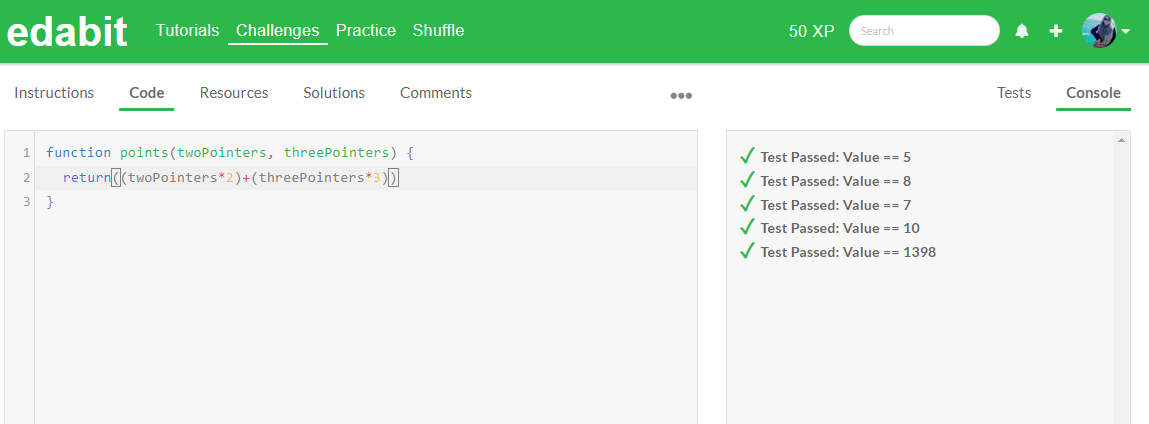 edabit Tutorials Challenges Practice Shuffle 50 XP Search
Instructions Code Resources Solutions Comments Tests Console
1 function points(twoPointers, threePointers) {
2 return((twoPointers*2)+(threePointers*3))
3 }
Test Passed: Value == 5
Test Passed: Value == 8
Test Passed: Value == 7
Test Passed: Value == 10
Test Passed: Value == 1398